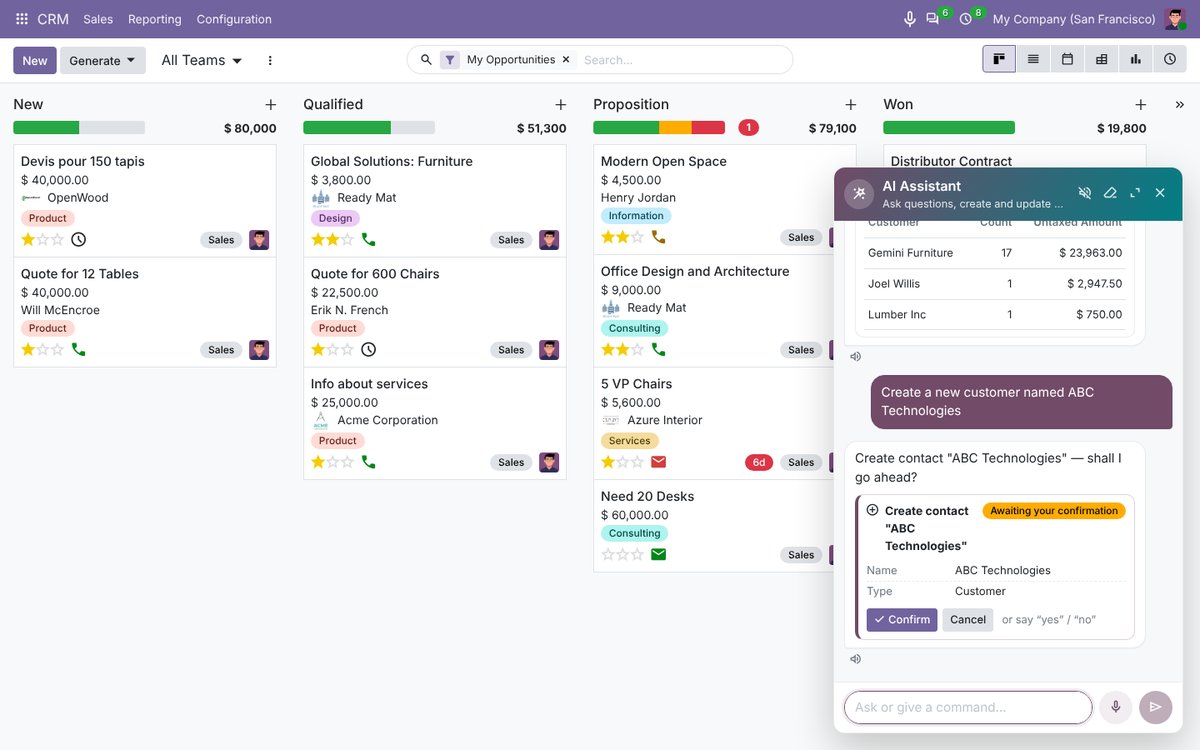 CRM Sales Reporting Configuration 6 8 My Company (San Francisco)
New Generate All Teams My Opportunities × Search...
New
$ 80,000
Devis pour 150 tapis
$ 40,000.00
OpenWood
Product
Sales
Quote for 12 Tables
$ 40,000.00
Will McEncroe
Product
Sales
Qualified
$ 51,300
Global Solutions: Furniture
$ 3,800.00
Ready Mat
Design
Sales
Quote for 600 Chairs
$ 22,500.00
Erik N. French
Product
Sales
Info about services
$ 25,000.00
Acme Corporation
Product
Sales
Proposition
1 $ 79,100
Modern Open Space
$ 4,500.00
Henry Jordan
Information
Sales
Office Design and Architecture
$ 9,000.00
Ready Mat
Consulting
Sales
5 VP Chairs
$ 5,600.00
Azure Interior
Services
6d Sales
Need 20 Desks
$ 60,000.00
Consulting
Sales
Won
$ 19,800
Distributor Contract
AI Assistant
Ask questions, create and update ...
Customer Count Untaxed Amount
Gemini Furniture 17 $ 23,963.00
Joel Willis 1 $ 2,947.50
Lumber Inc 1 $ 750.00
Create a new customer named ABC
Technologies
Create contact "ABC Technologies" — shall I
go ahead?
Create contact Awaiting your confirmation
"ABC
Technologies"
Name ABC Technologies
Type Customer
Confirm Cancel or say “yes” / “no”
Ask or give a command...